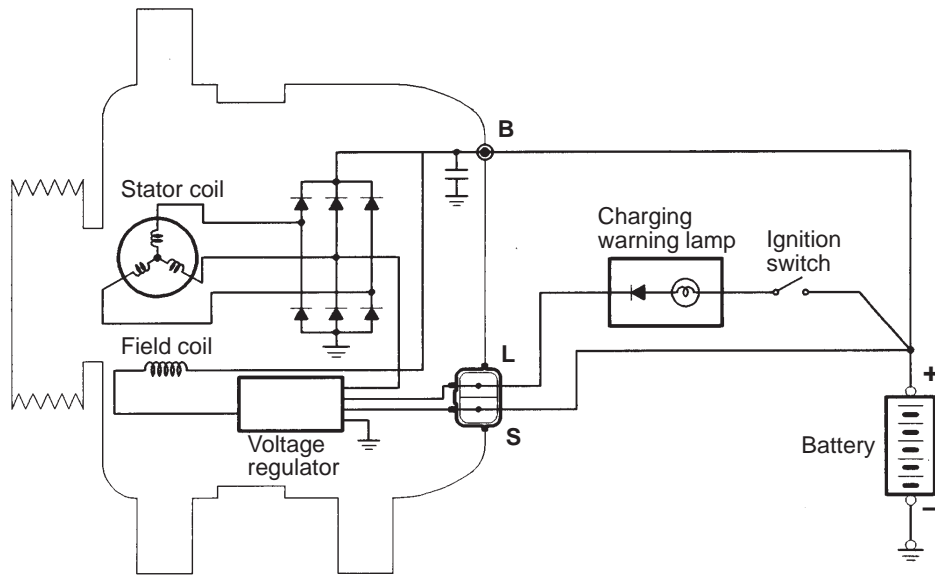 B
Stator coil
Charging
warning lamp
Ignition
switch
Field coil
L
+
S
Voltage
regulator
Battery
−